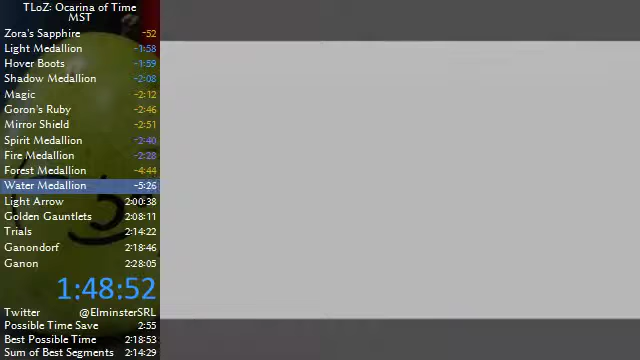 TLoZ: Ocarina of Time
MST
Zora's Sapphire -52
Light Medallion -1:58
Hover Boots -1:59
Shadow Medallion -2:08
Magic -2:12
Goron's Ruby -2:46
Mirror Shield -2:51
Spirit Medallion -2:40
Fire Medallion -2:28
Forest Medallion -4:44
Water Medallion -5:26
Light Arrow 2:00:38
Golden Gauntlets 2:08:11
Trials 2:14:22
Ganondorf 2:18:46
Ganon 2:28:05
1:48:52
Twitter @ElminsterSRL
Possible Time Save 2:55
Best Possible Time 2:18:53
Sum of Best Segments 2:14:29